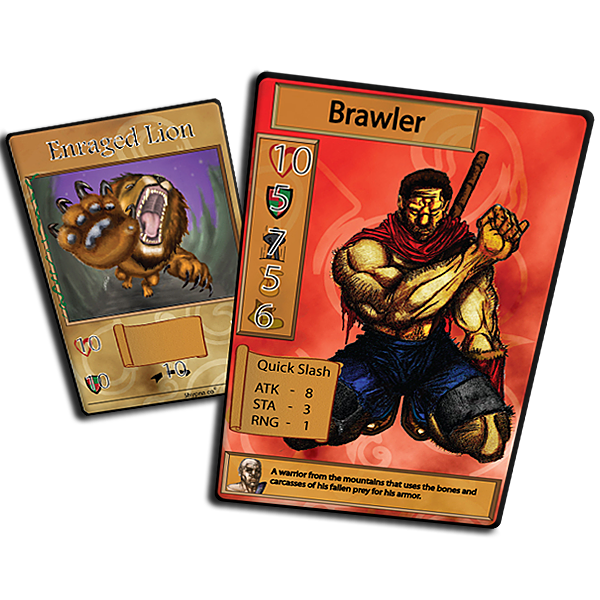 Enraged Lion
10
10
10
Brawler
10
5
7
5
6
Quick Slash
ATK - 8
STA - 3
RNG - 1
A warrior from the mountains that uses the bones and
carcasses of his fallen prey for his armor.